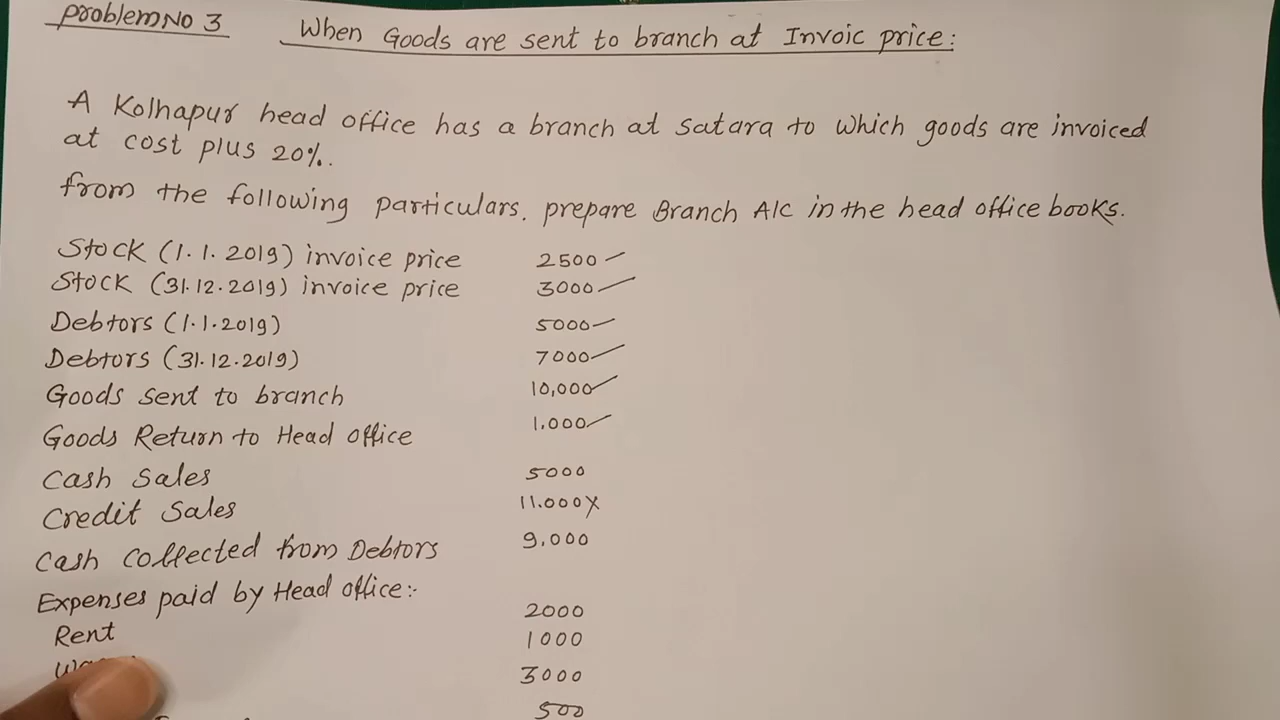 Problem No 3 When Goods are sent to branch at Invoic price:
A Kolhapur head office has a branch at Satara to which goods are invoiced
at cost plus 20%.
from the following particulars. prepare Branch A/C in the head office books.
Stock (1.1.2019) invoice price 2500
Stock (31.12.2019) invoice price 3000
Debtors (1.1.2019) 5000
Debtors (31.12.2019) 7000
Goods sent to branch 10,000
Goods Return to Head office 1.000
Cash Sales 5000
Credit Sales 11.000 X
Cash Collected from Debtors 9.000
Expenses paid by Head office:-
Rent 2000
1000
3000
500